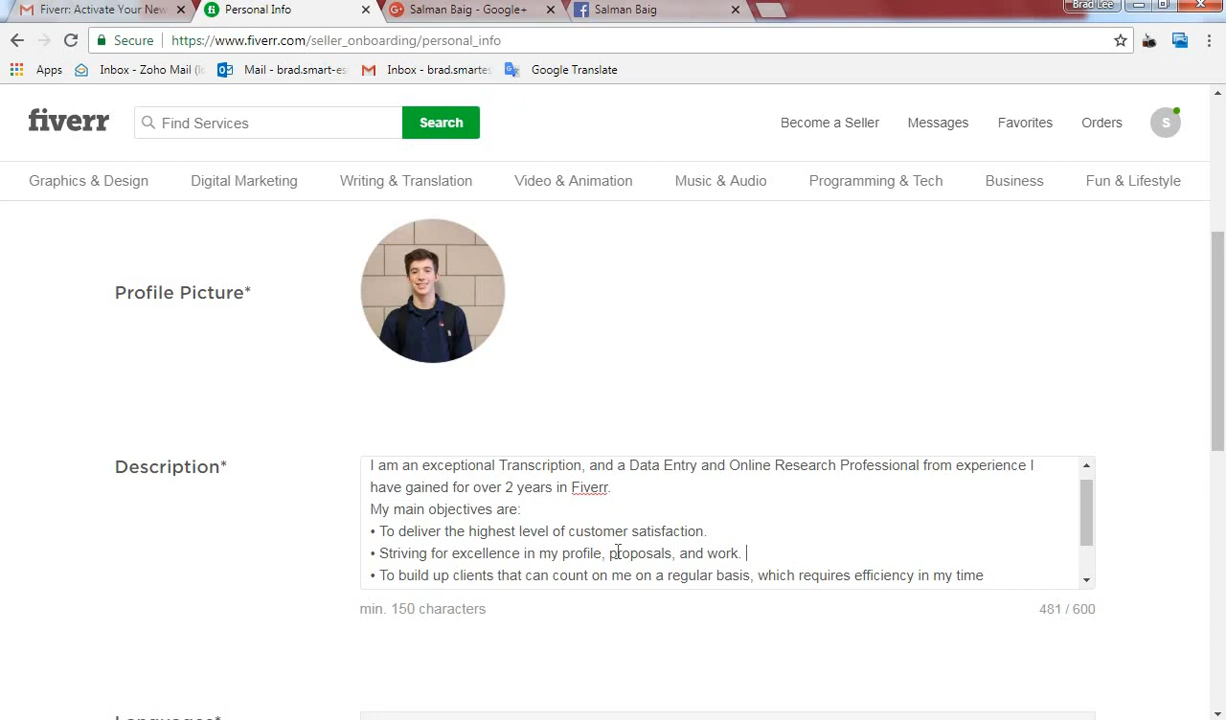 Fiverr: Activate Your New
Personal Info
Salman Baig - Google+
Salman Baig
Brad Lee
Secure
https://www.fiverr.com/seller_onboarding/personal_info
Apps
Inbox - Zoho Mail (
Mail - brad.smart-es
Inbox - brad.smartes
Google Translate
fiverr
Find Services
Search
Become a Seller
Messages
Favorites
Orders
S
Graphics & Design
Digital Marketing
Writing & Translation
Video & Animation
Music & Audio
Programming & Tech
Business
Fun & Lifestyle
Profile Picture*
Description*
I am an exceptional Transcription, and a Data Entry and Online Research Professional from experience I
have gained for over 2 years in Fiverr.
My main objectives are:
• To deliver the highest level of customer satisfaction.
• Striving for excellence in my profile, proposals, and work.
• To build up clients that can count on me on a regular basis, which requires efficiency in my time
min. 150 characters
481 / 600